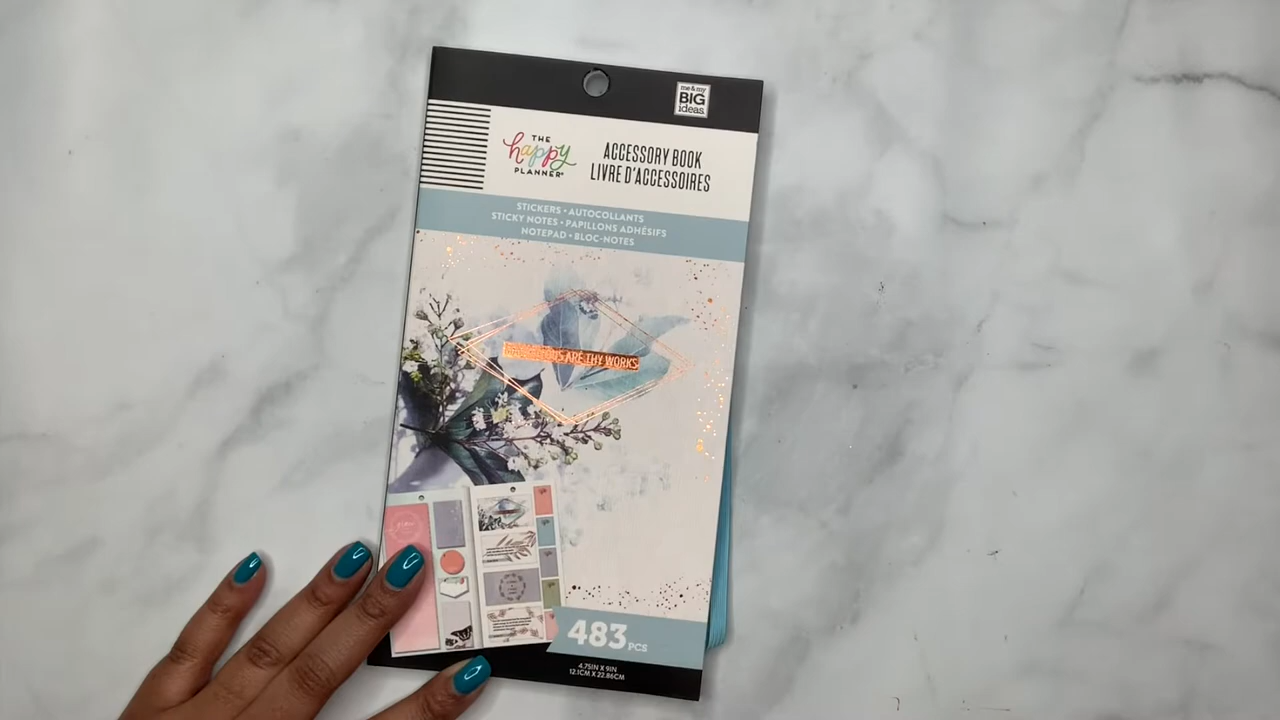 me & my
BIG
ideas.
THE
happy
PLANNER®
ACCESSORY BOOK
LIVRE D'ACCESSOIRES
STICKERS • AUTOCOLLANTS
STICKY NOTES • PAPILLONS ADHÉSIFS
NOTEPAD • BLOC-NOTES
ARE THY WORKS
483 PCS
4.75IN X 9IN
12.1CM X 22.86CM